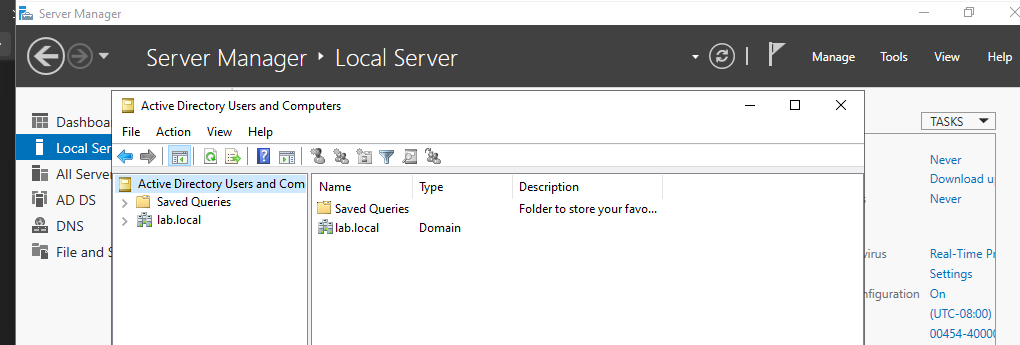 Server Manager
Server Manager Local Server
Manage Tools View Help
Active Directory Users and Computers
File Action View Help
Dashboa
Local Ser
All Server
AD DS
DNS
File and S
Active Directory Users and Com
Saved Queries
lab.local
Name Type Description
Saved Queries Folder to store your favo...
lab.local Domain
TASKS
Never
Download u
Never
virus Real-Time Pr
Settings
nfiguration On
(UTC-08:00)
00454-40000